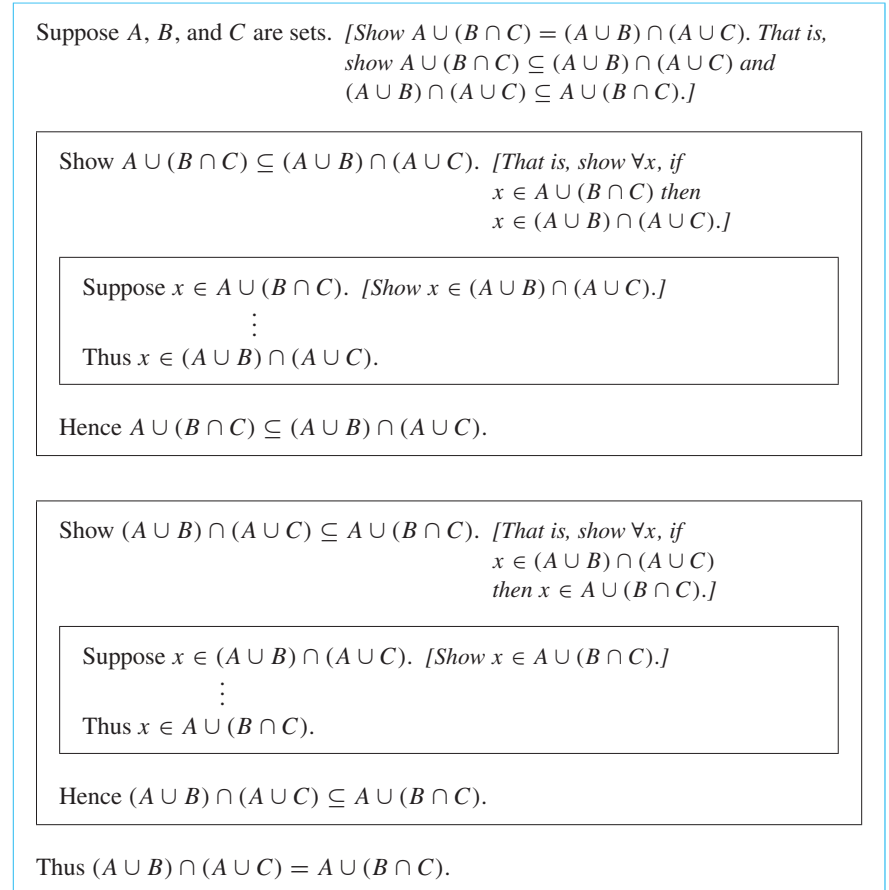 Suppose A, B, and C are sets. [Show A ∪ (B ∩ C) = (A ∪ B) ∩ (A ∪ C). That is,
show A ∪ (B ∩ C) ⊆ (A ∪ B) ∩ (A ∪ C) and
(A ∪ B) ∩ (A ∪ C) ⊆ A ∪ (B ∩ C).]
Show A ∪ (B ∩ C) ⊆ (A ∪ B) ∩ (A ∪ C). [That is, show ∀x, if
x ∈ A ∪ (B ∩ C) then
x ∈ (A ∪ B) ∩ (A ∪ C).]
Suppose x ∈ A ∪ (B ∩ C). [Show x ∈ (A ∪ B) ∩ (A ∪ C).]
⋮
Thus x ∈ (A ∪ B) ∩ (A ∪ C).
Hence A ∪ (B ∩ C) ⊆ (A ∪ B) ∩ (A ∪ C).
Show (A ∪ B) ∩ (A ∪ C) ⊆ A ∪ (B ∩ C). [That is, show ∀x, if
x ∈ (A ∪ B) ∩ (A ∪ C)
then x ∈ A ∪ (B ∩ C).]
Suppose x ∈ (A ∪ B) ∩ (A ∪ C). [Show x ∈ A ∪ (B ∩ C).]
⋮
Thus x ∈ A ∪ (B ∩ C).
Hence (A ∪ B) ∩ (A ∪ C) ⊆ A ∪ (B ∩ C).
Thus (A ∪ B) ∩ (A ∪ C) = A ∪ (B ∩ C).